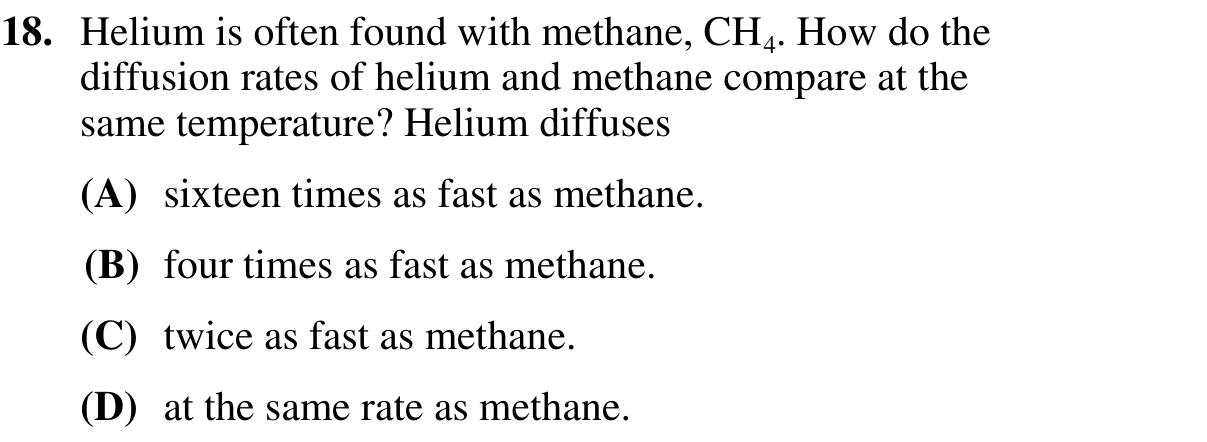 18. Helium is often found with methane, CH₄. How do the
diffusion rates of helium and methane compare at the
same temperature? Helium diffuses
(A) sixteen times as fast as methane.
(B) four times as fast as methane.
(C) twice as fast as methane.
(D) at the same rate as methane.